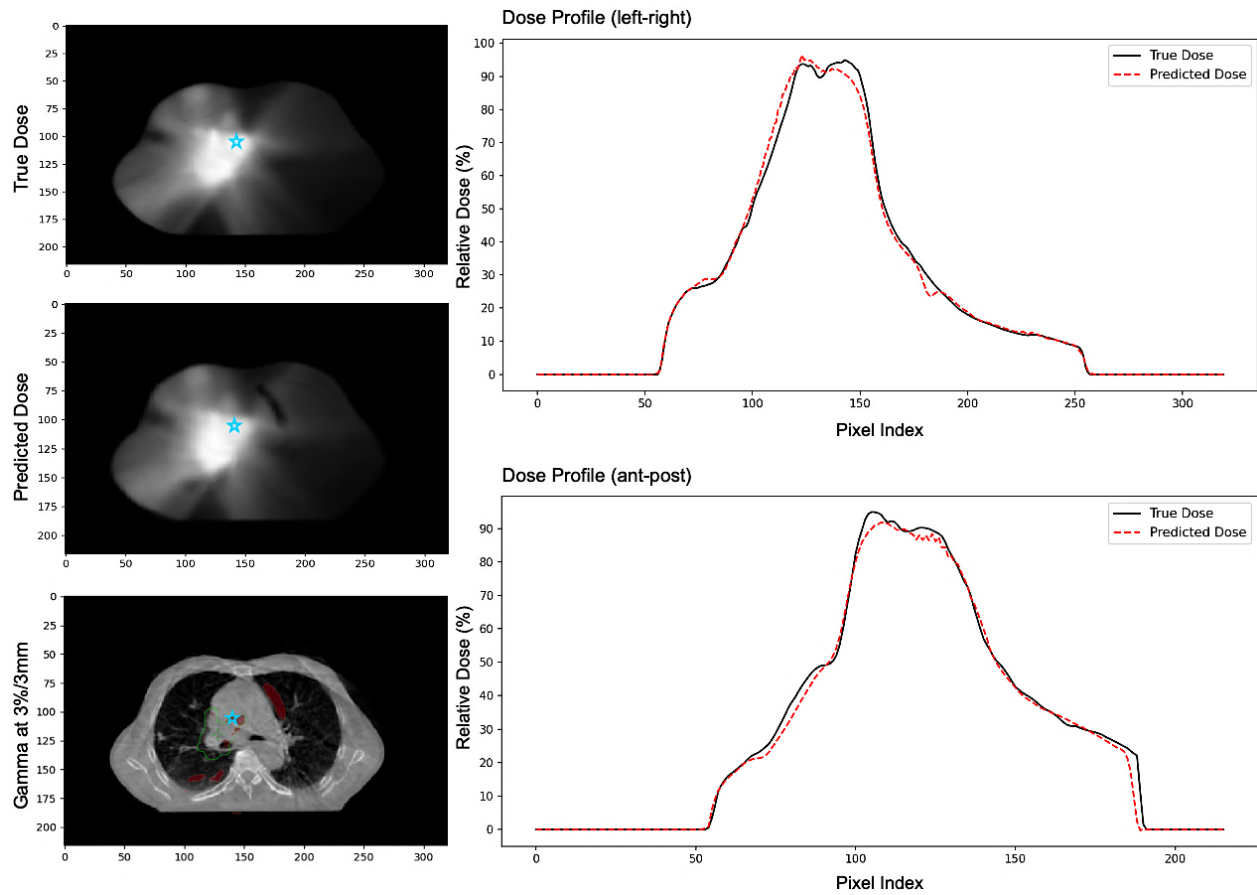 True Dose
0
25
50
75
100
125
150
175
200
0 50 100 150 200 250 300
Predicted Dose
0
25
50
75
100
125
150
175
200
0 50 100 150 200 250 300
Gamma at 3%/3mm
0
25
50
75
100
125
150
175
200
0 50 100 150 200 250 300
Dose Profile (left-right)
Relative Dose (%)
100
90
80
70
60
50
40
30
20
10
0
True Dose
Predicted Dose
0 50 100 150 200 250 300
Pixel Index
Dose Profile (ant-post)
Relative Dose (%)
90
80
70
60
50
40
30
20
10
0
True Dose
Predicted Dose
0 50 100 150 200
Pixel Index